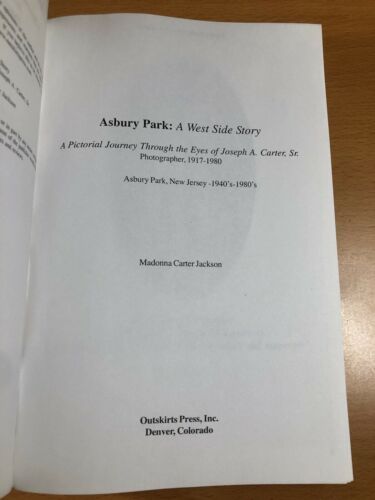 Asbury Park: A West Side Story
A Pictorial Journey Through the Eyes of Joseph A. Carter, Sr.
Photographer, 1917-1980
Asbury Park, New Jersey -1940's-1980's
Madonna Carter Jackson
Outskirts Press, Inc.
Denver, Colorado